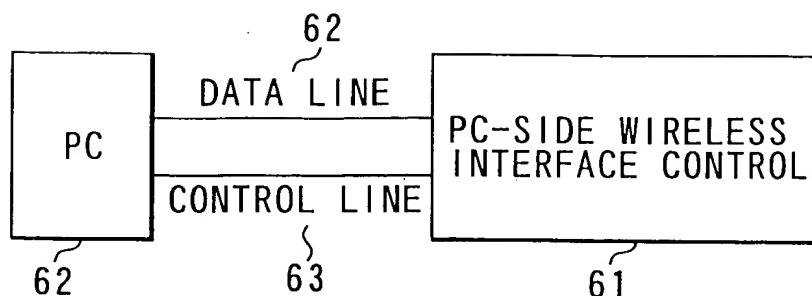 62
DATA LINE
PC
PC-SIDE WIRELESS
INTERFACE CONTROL
CONTROL LINE
62
63
61